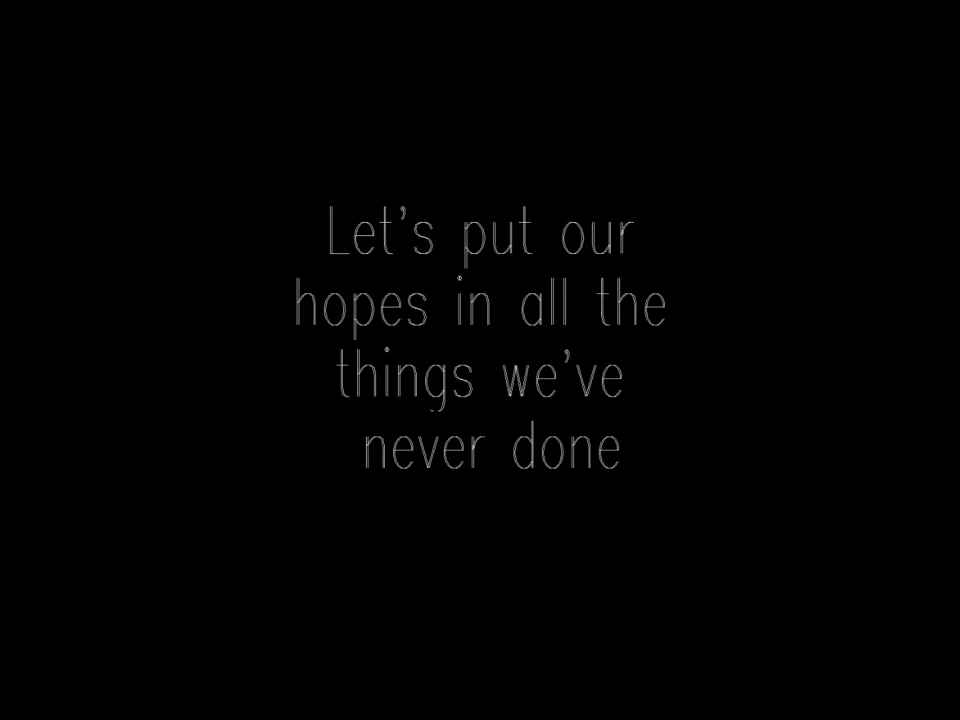 Let's put our
hopes in all the
things we've
never done